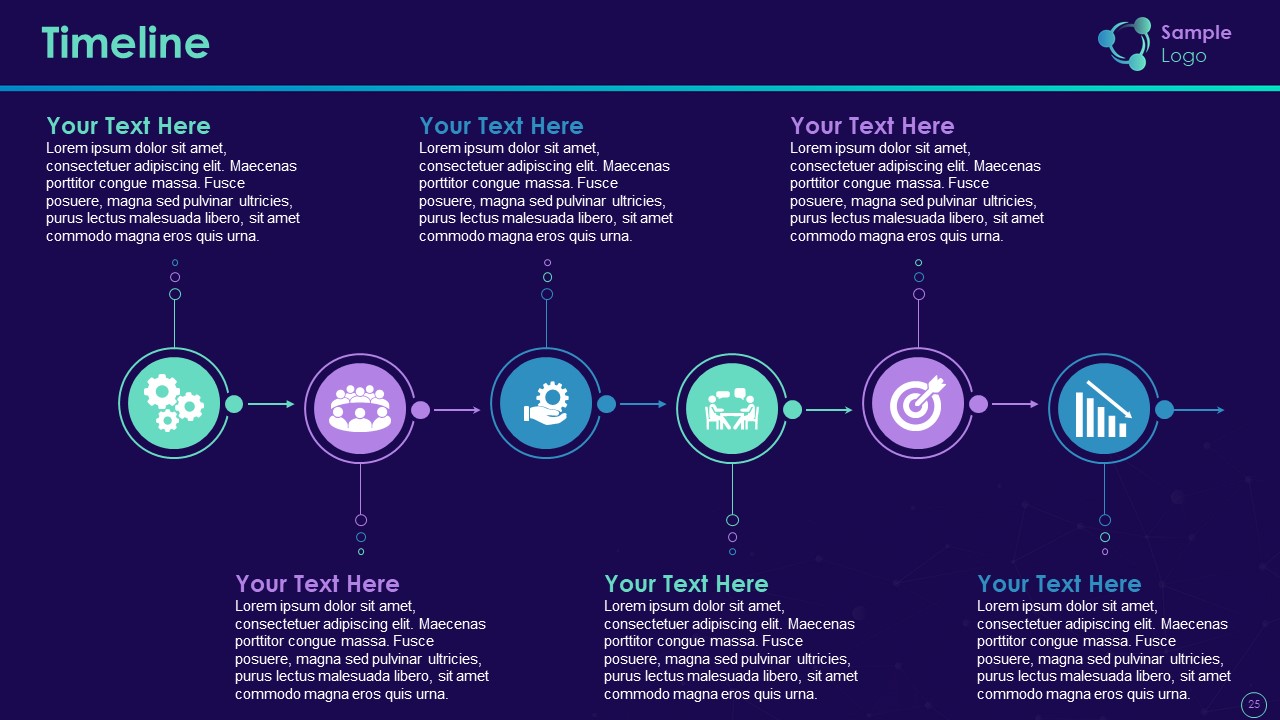 Timeline
Sample
Logo
Your Text Here
Lorem ipsum dolor sit amet,
consectetuer adipiscing elit. Maecenas
porttitor congue massa. Fusce
posuere, magna sed pulvinar ultricies,
purus lectus malesuada libero, sit amet
commodo magna eros quis urna.
Your Text Here
Lorem ipsum dolor sit amet,
consectetuer adipiscing elit. Maecenas
porttitor congue massa. Fusce
posuere, magna sed pulvinar ultricies,
purus lectus malesuada libero, sit amet
commodo magna eros quis urna.
Your Text Here
Lorem ipsum dolor sit amet,
consectetuer adipiscing elit. Maecenas
porttitor congue massa. Fusce
posuere, magna sed pulvinar ultricies,
purus lectus malesuada libero, sit amet
commodo magna eros quis urna.
Your Text Here
Lorem ipsum dolor sit amet,
consectetuer adipiscing elit. Maecenas
porttitor congue massa. Fusce
posuere, magna sed pulvinar ultricies,
purus lectus malesuada libero, sit amet
commodo magna eros quis urna.
Your Text Here
Lorem ipsum dolor sit amet,
consectetuer adipiscing elit. Maecenas
porttitor congue massa. Fusce
posuere, magna sed pulvinar ultricies,
purus lectus malesuada libero, sit amet
commodo magna eros quis urna.
Your Text Here
Lorem ipsum dolor sit amet,
consectetuer adipiscing elit. Maecenas
porttitor congue massa. Fusce
posuere, magna sed pulvinar ultricies,
purus lectus malesuada libero, sit amet
commodo magna eros quis urna.
25